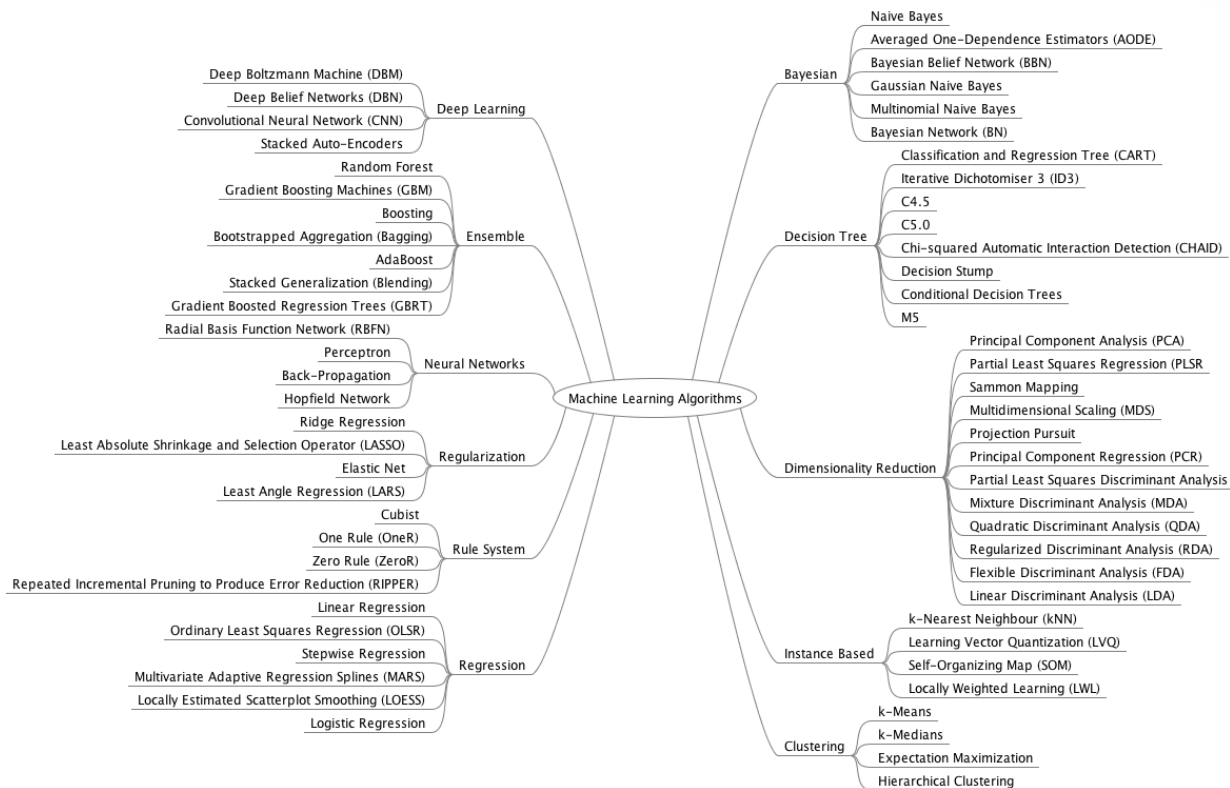 Machine Learning Algorithms
Deep Learning
Deep Boltzmann Machine (DBM)
Deep Belief Networks (DBN)
Convolutional Neural Network (CNN)
Stacked Auto-Encoders
Ensemble
Random Forest
Gradient Boosting Machines (GBM)
Boosting
Bootstrapped Aggregation (Bagging)
AdaBoost
Stacked Generalization (Blending)
Gradient Boosted Regression Trees (GBRT)
Neural Networks
Radial Basis Function Network (RBFN)
Perceptron
Back-Propagation
Hopfield Network
Regularization
Ridge Regression
Least Absolute Shrinkage and Selection Operator (LASSO)
Elastic Net
Least Angle Regression (LARS)
Rule System
Cubist
One Rule (OneR)
Zero Rule (ZeroR)
Repeated Incremental Pruning to Produce Error Reduction (RIPPER)
Regression
Linear Regression
Ordinary Least Squares Regression (OLSR)
Stepwise Regression
Multivariate Adaptive Regression Splines (MARS)
Locally Estimated Scatterplot Smoothing (LOESS)
Logistic Regression
Bayesian
Naive Bayes
Averaged One-Dependence Estimators (AODE)
Bayesian Belief Network (BBN)
Gaussian Naive Bayes
Multinomial Naive Bayes
Bayesian Network (BN)
Decision Tree
Classification and Regression Tree (CART)
Iterative Dichotomiser 3 (ID3)
C4.5
C5.0
Chi-squared Automatic Interaction Detection (CHAID)
Decision Stump
Conditional Decision Trees
M5
Dimensionality Reduction
Principal Component Analysis (PCA)
Partial Least Squares Regression (PLSR
Sammon Mapping
Multidimensional Scaling (MDS)
Projection Pursuit
Principal Component Regression (PCR)
Partial Least Squares Discriminant Analysis
Mixture Discriminant Analysis (MDA)
Quadratic Discriminant Analysis (QDA)
Regularized Discriminant Analysis (RDA)
Flexible Discriminant Analysis (FDA)
Linear Discriminant Analysis (LDA)
Instance Based
k-Nearest Neighbour (kNN)
Learning Vector Quantization (LVQ)
Self-Organizing Map (SOM)
Locally Weighted Learning (LWL)
Clustering
k-Means
k-Medians
Expectation Maximization
Hierarchical Clustering